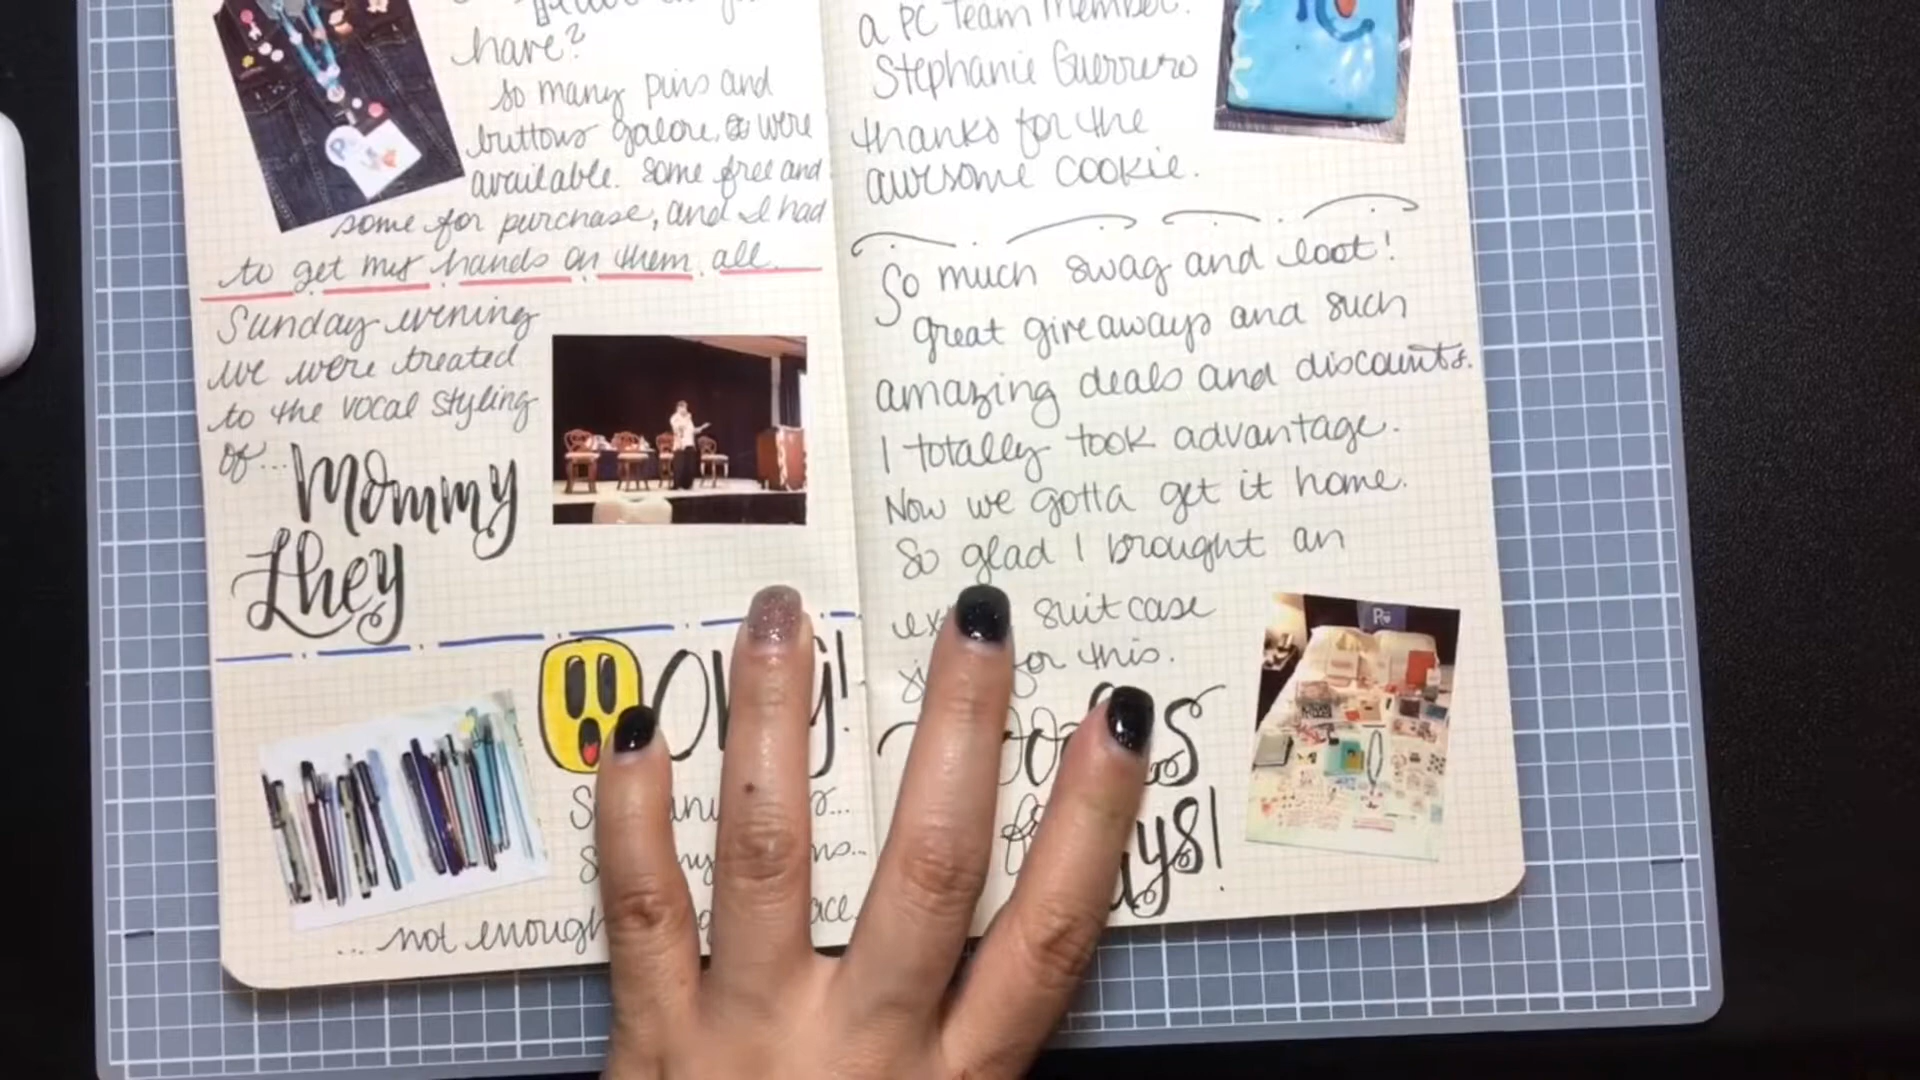 have?
So many pins and
buttons galore, were
available. Some free and
some for purchase, and I had
to get my hands on them all.
Sunday evening
we were treated
to the vocal styling
of... Mommy
Lhey
OMG!
So many
... not enough
a PC Team Member.
Stephanie Guerrero
thanks for the
awesome cookie.
So much swag and loot!
great giveaways and such
amazing deals and discounts.
I totally took advantage.
Now we gotta get it home.
So glad I brought an
suitcase
for this.